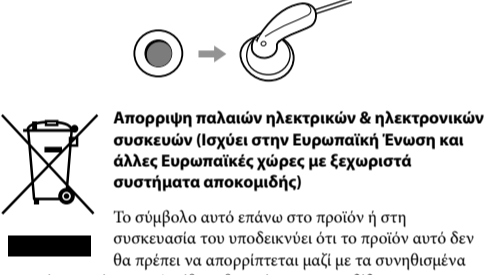 Απορριψη παλαιών ηλεκτρικών & ηλεκτρονικών
συσκευών (Ισχύει στην Ευρωπαϊκή Ένωση και
άλλες Ευρωπαϊκές χώρες με ξεχωριστά
συστήματα αποκομιδής)
Το σύμβολο αυτό επάνω στο προϊόν ή στη
συσκευασία του υποδεικνύει ότι το προϊόν αυτό δεν
θα πρέπει να απορρίπτεται μαζί με τα συνηθισμένα